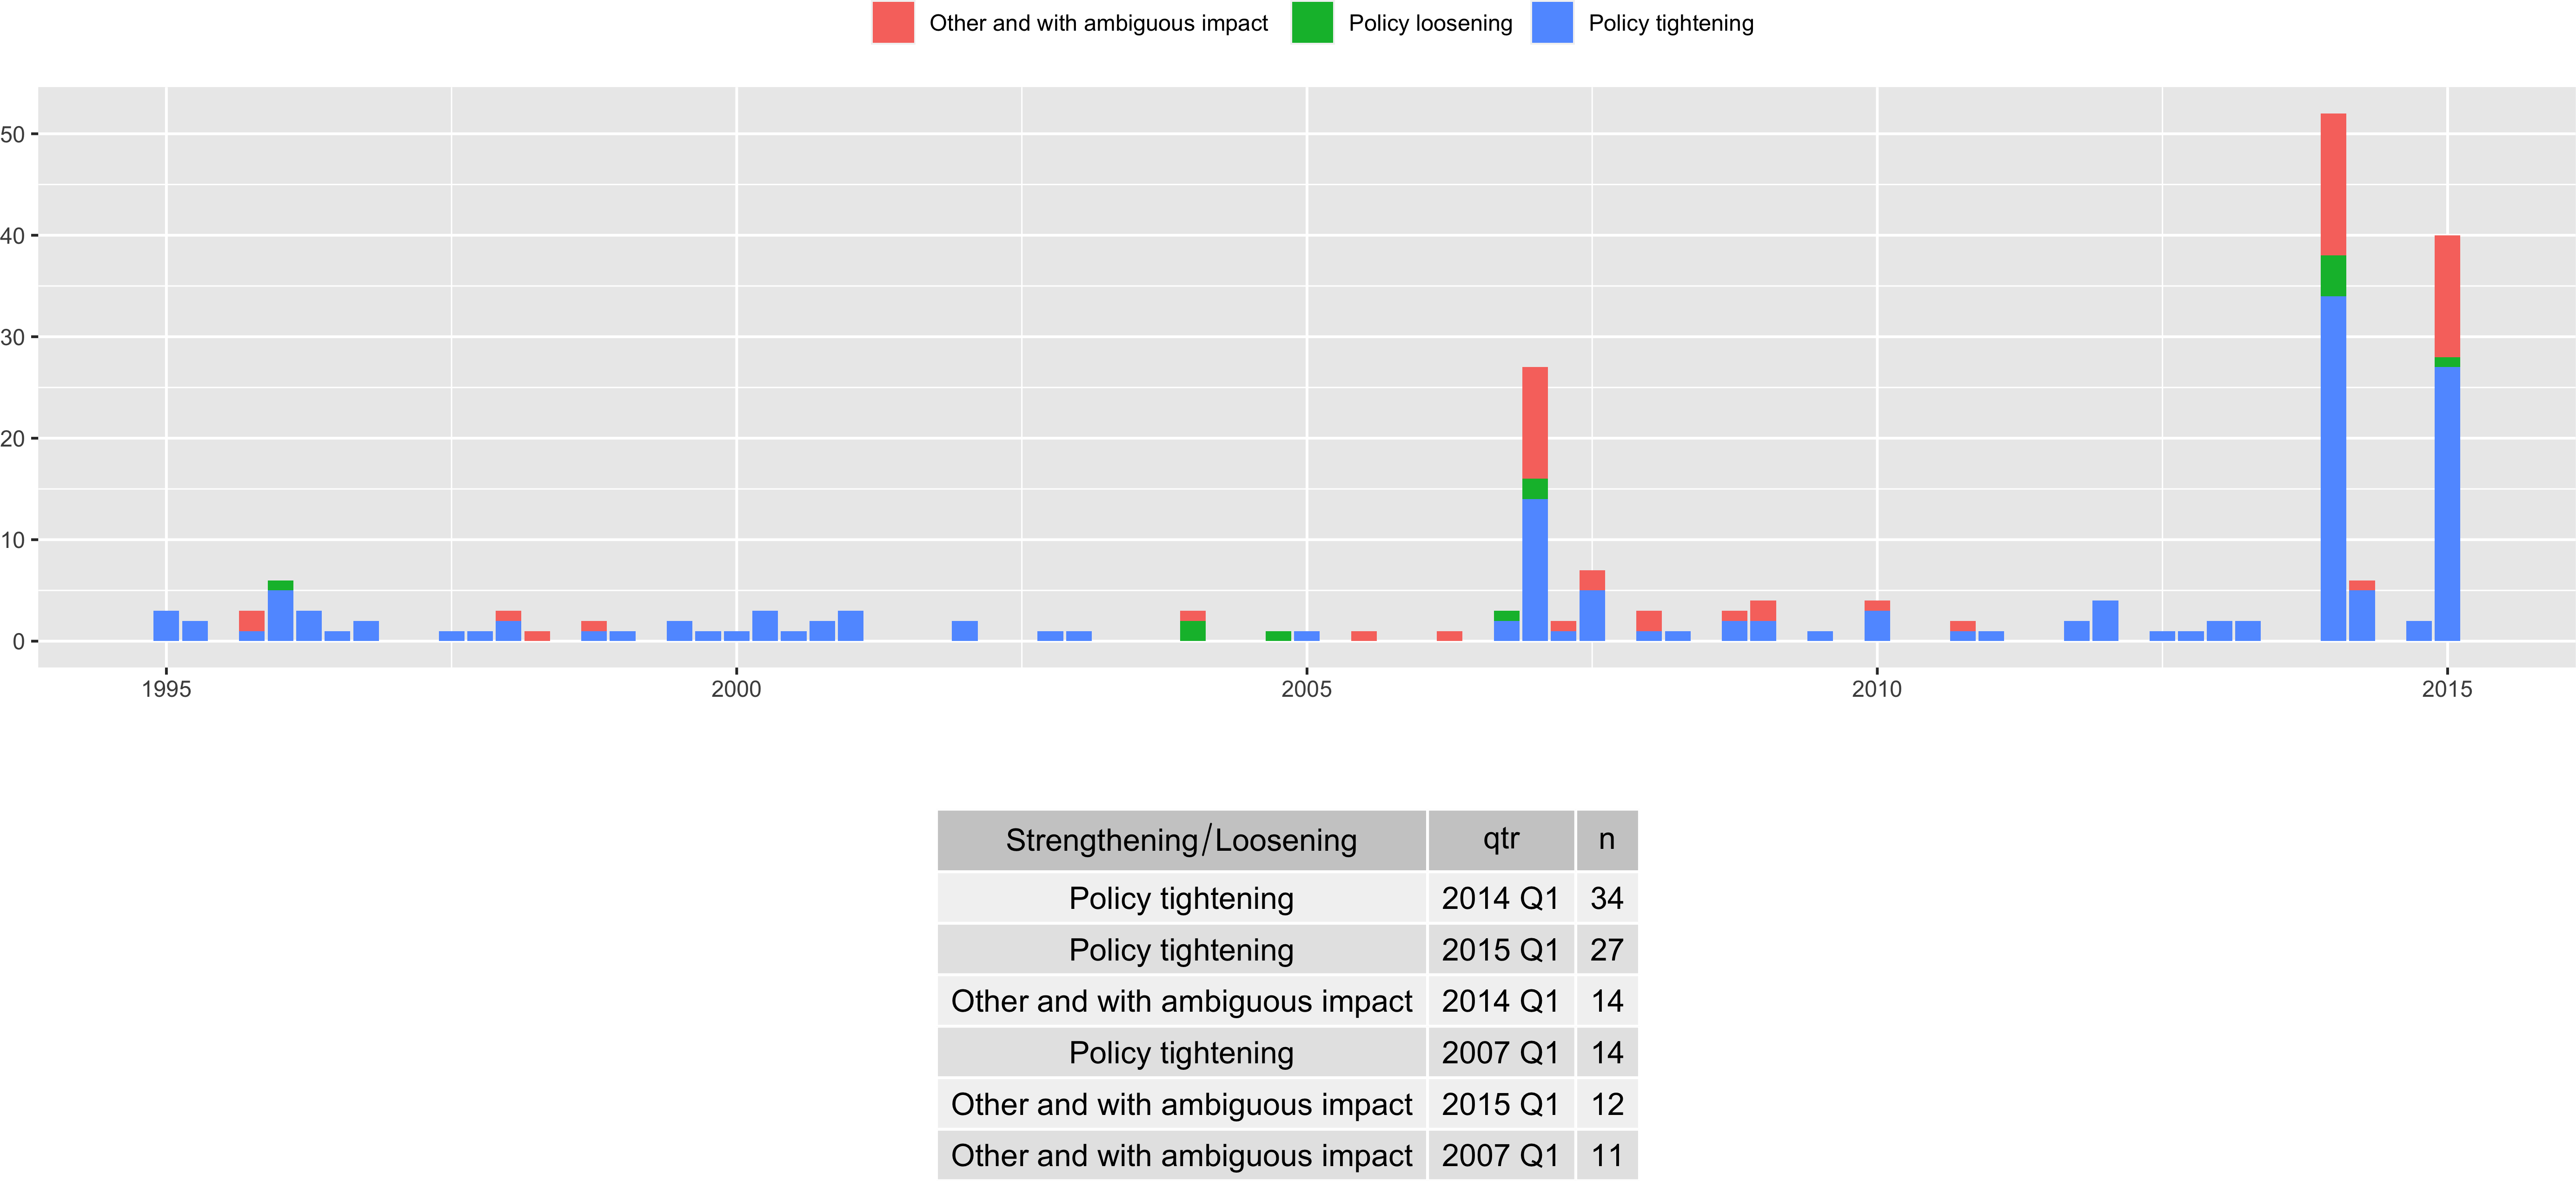 Other and with ambiguous impact Policy loosening Policy tightening
50
40
30
20
10
0
1995 2000 2005 2010 2015
Strengthening/Loosening qtr n
Policy tightening 2014 Q1 34
Policy tightening 2015 Q1 27
Other and with ambiguous impact 2014 Q1 14
Policy tightening 2007 Q1 14
Other and with ambiguous impact 2015 Q1 12
Other and with ambiguous impact 2007 Q1 11